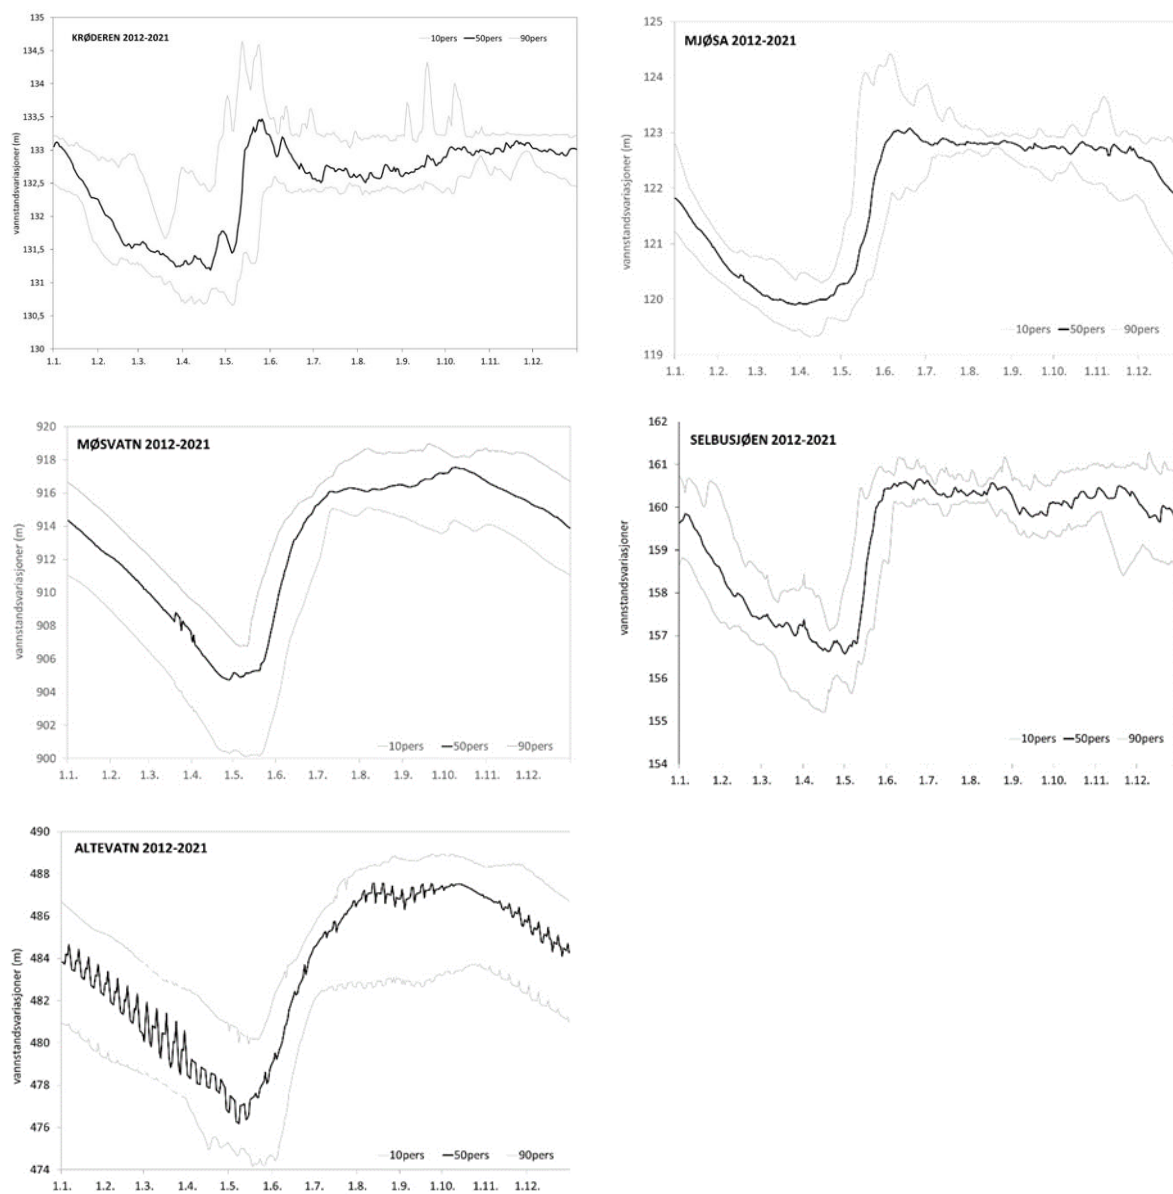 KRØDEREN 2012-2021
10pers 50pers 90pers
vannstandsvariasjoner (m)
135
134,5
134
133,5
133
132,5
132
131,5
131
130,5
130
1.1. 1.2. 1.3. 1.4. 1.5. 1.6. 1.7. 1.8. 1.9. 1.10. 1.11. 1.12.
MJØSA 2012-2021
vannstandsvariasjoner (m)
125
124
123
122
121
120
119
10pers 50pers 90pers
1.1. 1.2. 1.3. 1.4. 1.5. 1.6. 1.7. 1.8. 1.9. 1.10. 1.11. 1.12.
MØSVATN 2012-2021
vannstandsvariasjoner (m)
920
918
916
914
912
910
908
906
904
902
900
10pers 50pers 90pers
1.1. 1.2. 1.3. 1.4. 1.5. 1.6. 1.7. 1.8. 1.9. 1.10. 1.11. 1.12.
SELBUSJØEN 2012-2021
vannstandsvariasjoner
162
161
160
159
158
157
156
155
154
10pers 50pers 90pers
1.1. 1.2. 1.3. 1.4. 1.5. 1.6. 1.7. 1.8. 1.9. 1.10. 1.11. 1.12.
ALTEVATN 2012-2021
vannstandsvariasjoner (m)
490
488
486
484
482
480
478
476
474
10pers 50pers 90pers
1.1. 1.2. 1.3. 1.4. 1.5. 1.6. 1.7. 1.8. 1.9. 1.10. 1.11. 1.12.